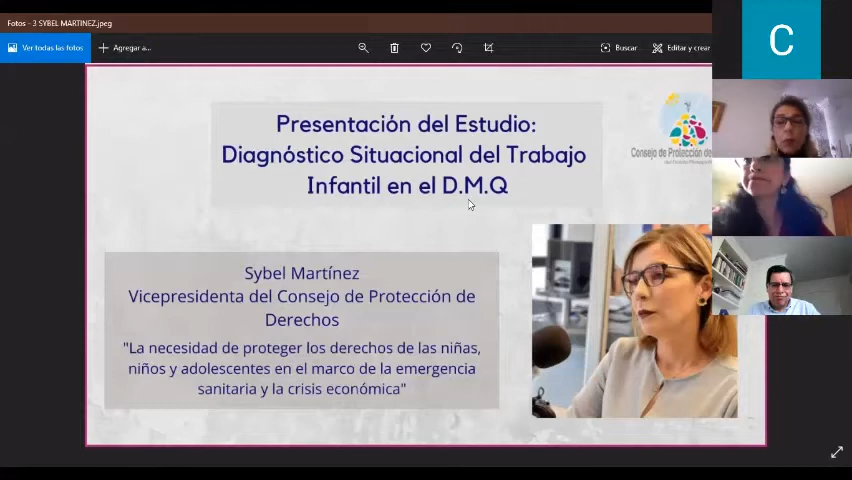 Fotos - 3 SYBEL MARTINEZ.jpeg
Ver todas las fotos
Agregar a...
Buscar
Editar y crear
C
Presentación del Estudio:
Diagnóstico Situacional del Trabajo
Infantil en el D.M.Q
Consejo de Protección de
Sybel Martínez
Vicepresidenta del Consejo de Protección de
Derechos
"La necesidad de proteger los derechos de las niñas,
niños y adolescentes en el marco de la emergencia
sanitaria y la crisis económica"